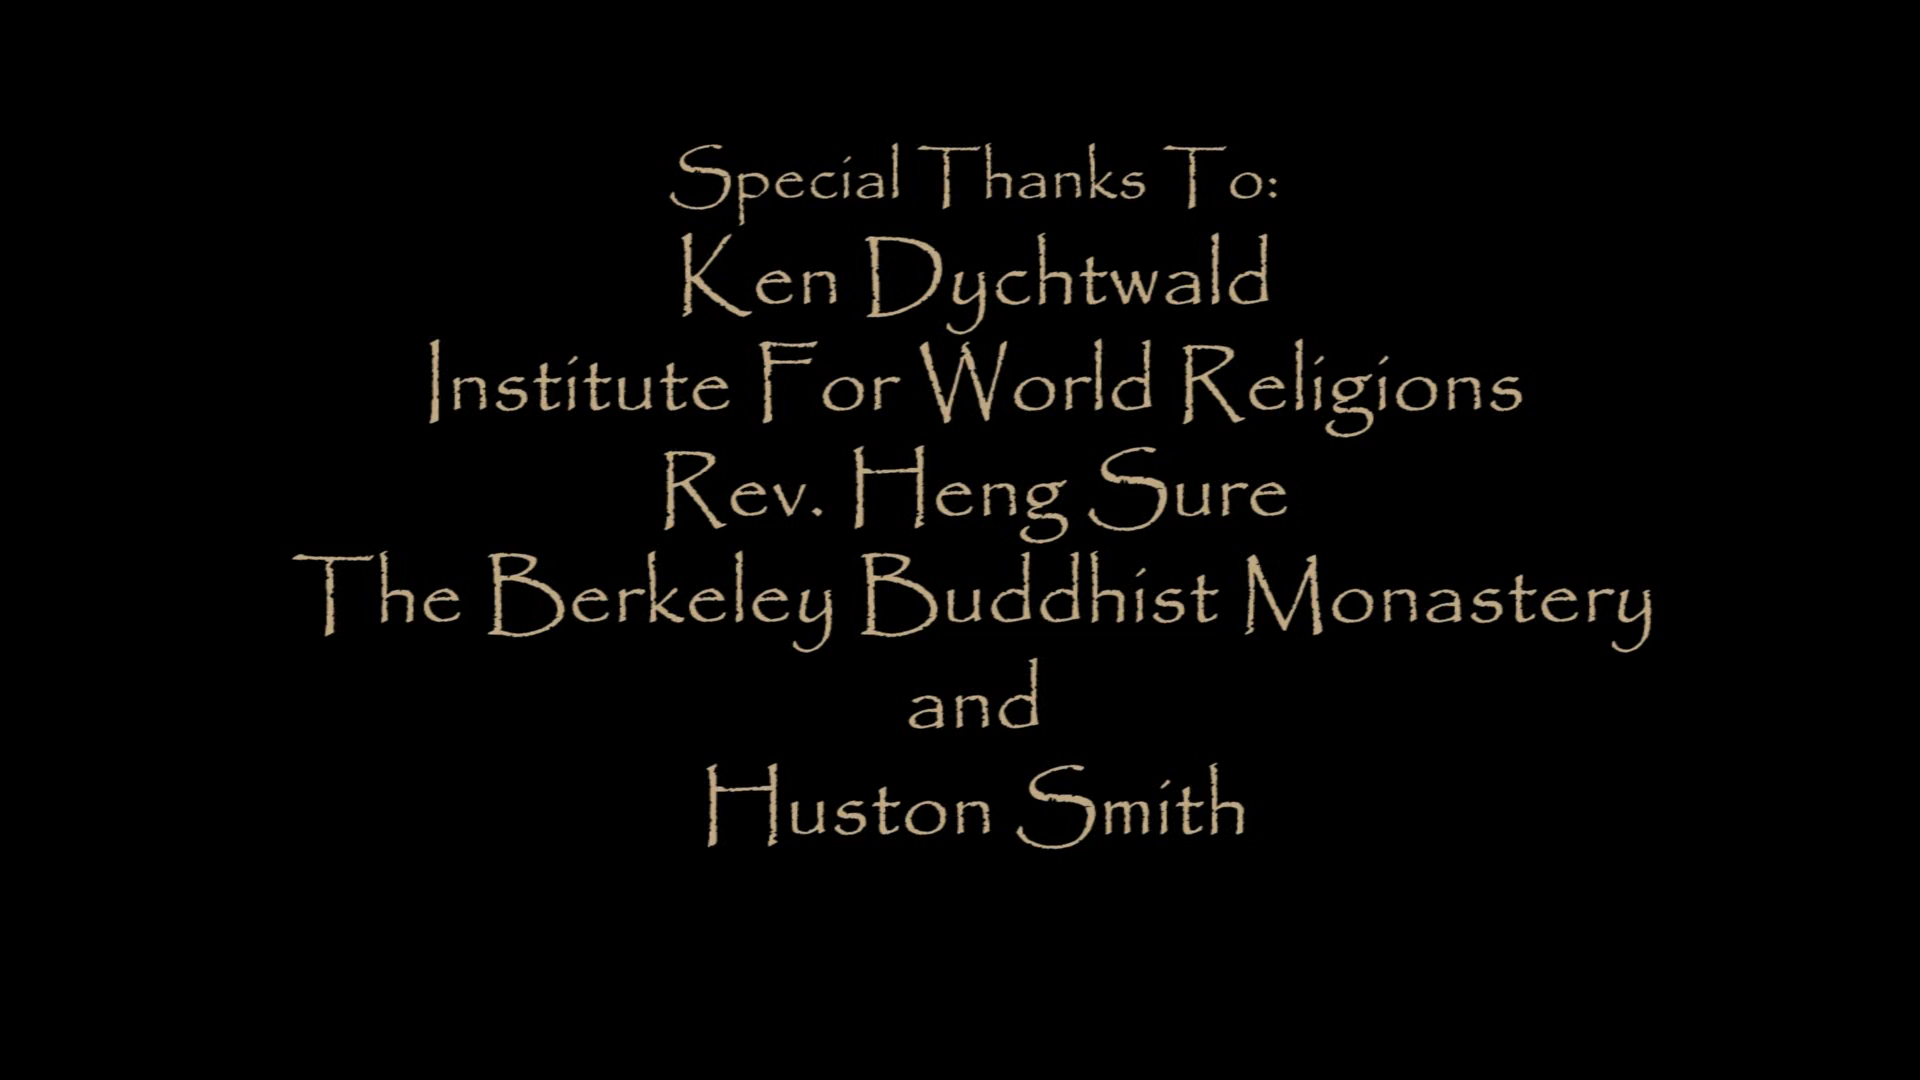 Special Thanks To:
Ken Dychtwald
Institute For World Religions
Rev. Heng Sure
The Berkeley Buddhist Monastery
and
Huston Smith